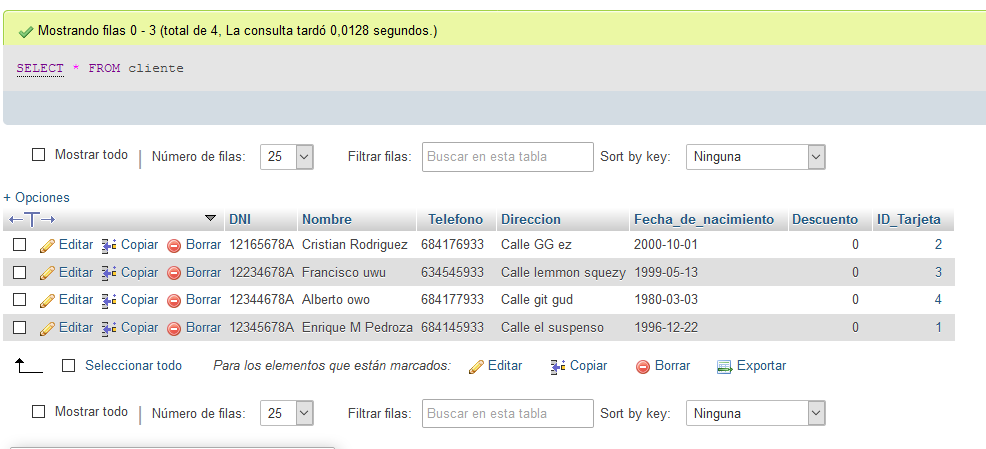 Mostrando filas 0 - 3 (total de 4, La consulta tardó 0,0128 segundos.)
SELECT * FROM cliente
Mostrar todo | Número de filas: 25 Filtrar filas: Buscar en esta tabla Sort by key: Ninguna
+ Opciones
←T→ DNI Nombre Telefono Direccion Fecha_de_nacimiento Descuento ID_Tarjeta
Editar Copiar Borrar 12165678A Cristian Rodriguez 684176933 Calle GG ez 2000-10-01 0 2
Editar Copiar Borrar 12234678A Francisco uwu 634545933 Calle lemmon squezy 1999-05-13 0 3
Editar Copiar Borrar 12344678A Alberto owo 684177933 Calle git gud 1980-03-03 0 4
Editar Copiar Borrar 12345678A Enrique M Pedroza 684145933 Calle el suspenso 1996-12-22 0 1
Seleccionar todo Para los elementos que están marcados: Editar Copiar Borrar Exportar
Mostrar todo | Número de filas: 25 Filtrar filas: Buscar en esta tabla Sort by key: Ninguna